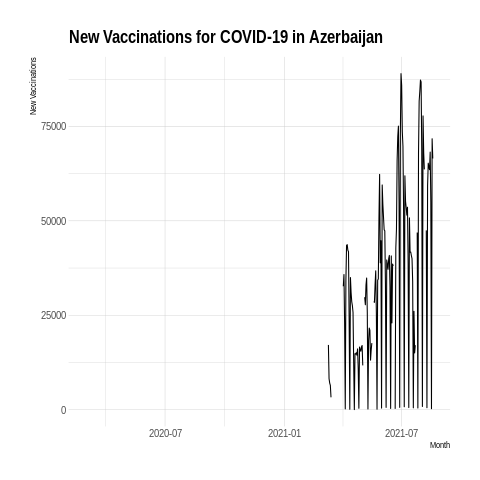 New Vaccinations for COVID-19 in Azerbaijan
New Vaccinations
75000
50000
25000
0
2020-07
2021-01
2021-07
Month